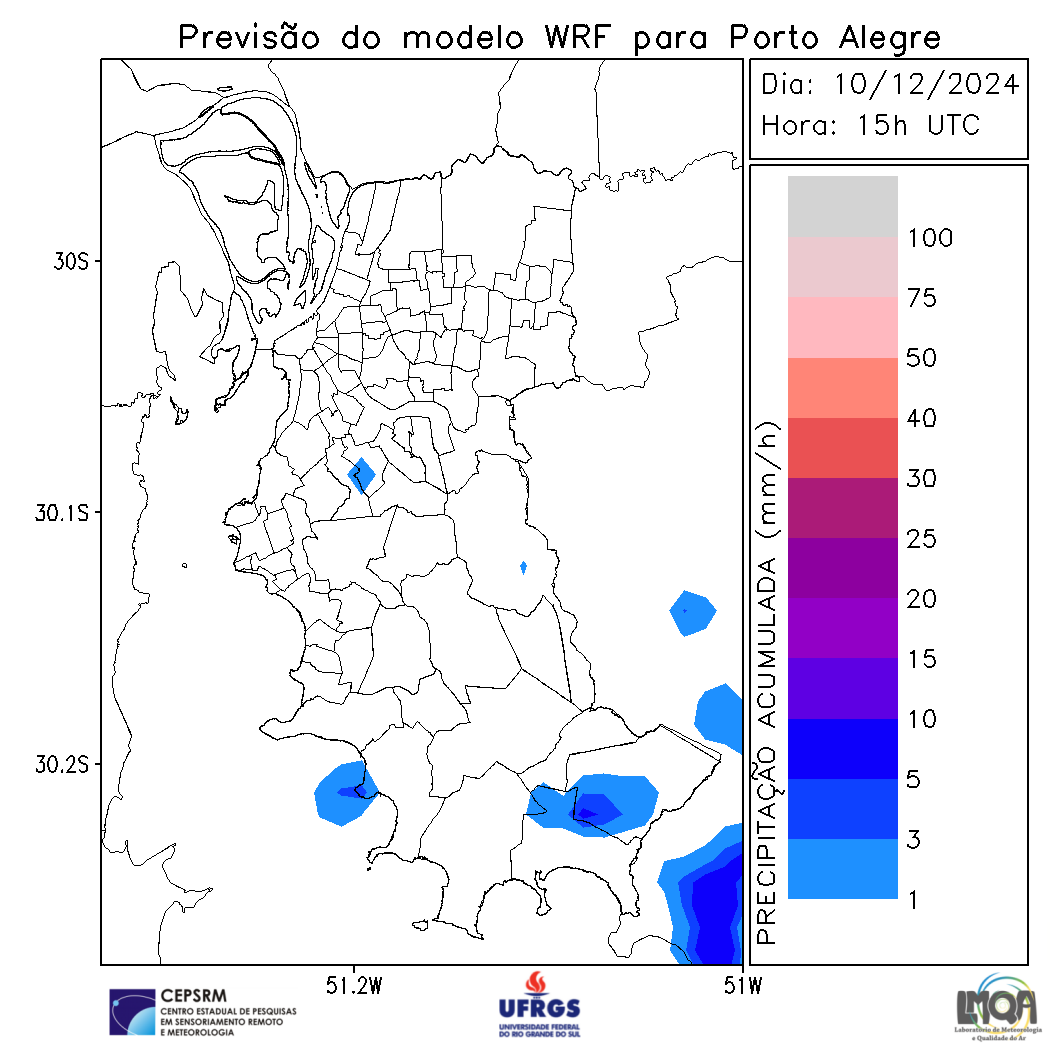 Previsão do modelo WRF para Porto Alegre
Dia: 10/12/2024
Hora: 15h UTC
30S
30.1S
30.2S
51.2W
51W
PRECIPITAÇÃO ACUMULADA (mm/h)
100
75
50
40
30
25
20
15
10
5
3
1
CEPSRM
CENTRO ESTADUAL DE PESQUISAS
EM SENSORIAMENTO REMOTO
E METEOROLOGIA
UFRGS
UNIVERSIDADE FEDERAL
DO RIO GRANDE DO SUL
LMQA
Laboratório de Meteorologia
e Qualidade do Ar